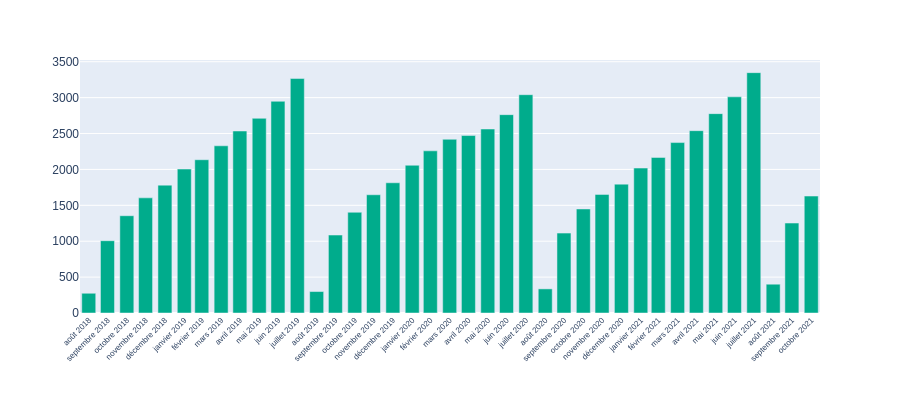 3500
3000
2500
2000
1500
1000
500
0
août 2018
septembre 2018
octobre 2018
novembre 2018
décembre 2018
janvier 2019
février 2019
mars 2019
avril 2019
mai 2019
juin 2019
juillet 2019
août 2019
septembre 2019
octobre 2019
novembre 2019
décembre 2019
janvier 2020
février 2020
mars 2020
avril 2020
mai 2020
juin 2020
juillet 2020
août 2020
septembre 2020
octobre 2020
novembre 2020
décembre 2020
janvier 2021
février 2021
mars 2021
avril 2021
mai 2021
juin 2021
juillet 2021
août 2021
septembre 2021
octobre 2021